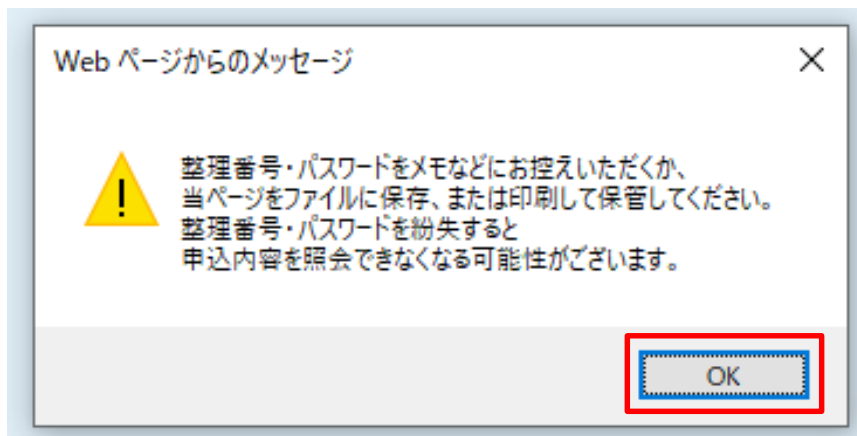 Web ページからのメッセージ
整理番号・パスワードをメモなどにお控えいただくか、
当ページをファイルに保存、または印刷して保管してください。
整理番号・パスワードを紛失すると
申込内容を照会できなくなる可能性がございます。
OK